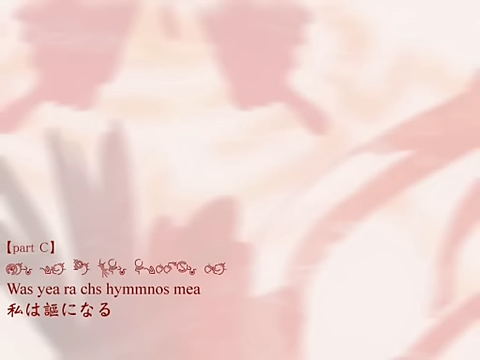 【part C】
Was yea ra chs hymmnos mea
私は謳になる